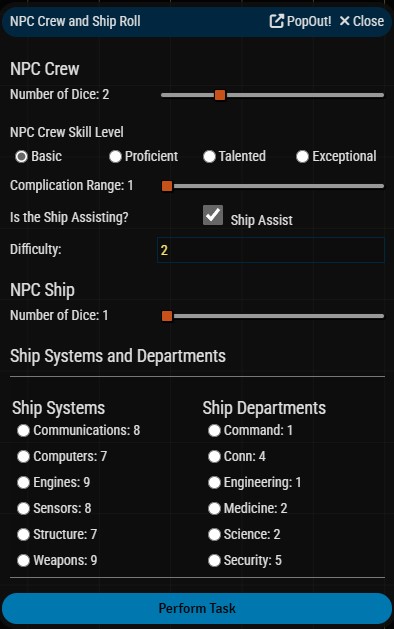 NPC Crew and Ship Roll PopOut! Close
NPC Crew
Number of Dice: 2
NPC Crew Skill Level
Basic Proficient Talented Exceptional
Complication Range: 1
Is the Ship Assisting? Ship Assist
Difficulty: 2
NPC Ship
Number of Dice: 1
Ship Systems and Departments
Ship Systems Ship Departments
Communications: 8 Command: 1
Computers: 7 Conn: 4
Engines: 9 Engineering: 1
Sensors: 8 Medicine: 2
Structure: 7 Science: 2
Weapons: 9 Security: 5
Perform Task